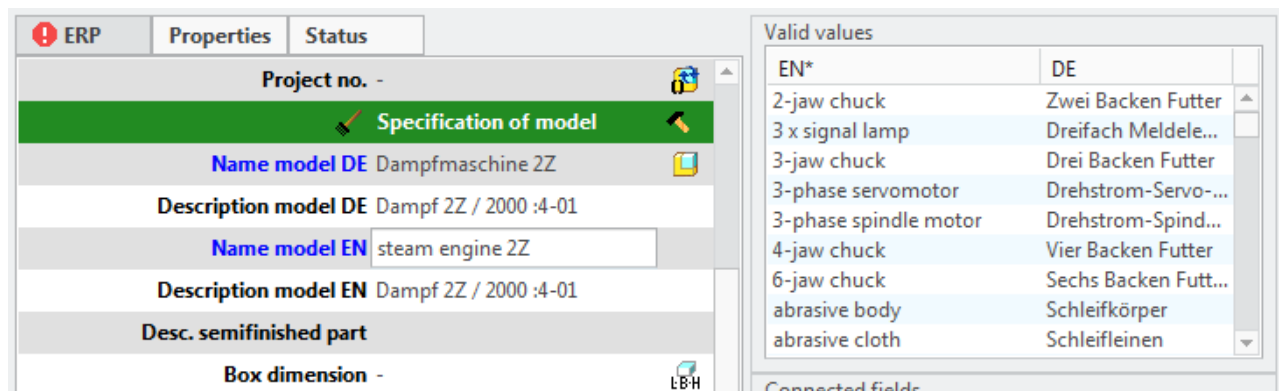 ERP Properties Status
Project no. -
Specification of model
Name model DE Dampfmaschine 2Z
Description model DE Dampf 2Z / 2000 :4-01
Name model EN steam engine 2Z
Description model EN Dampf 2Z / 2000 :4-01
Desc. semifinished part
Box dimension - L·B·H
Valid values
EN* DE
2-jaw chuck Zwei Backen Futter
3 x signal lamp Dreifach Meldele...
3-jaw chuck Drei Backen Futter
3-phase servomotor Drehstrom-Servo-...
3-phase spindle motor Drehstrom-Spind...
4-jaw chuck Vier Backen Futter
6-jaw chuck Sechs Backen Futt...
abrasive body Schleifkörper
abrasive cloth Schleifleinen
Connected fields